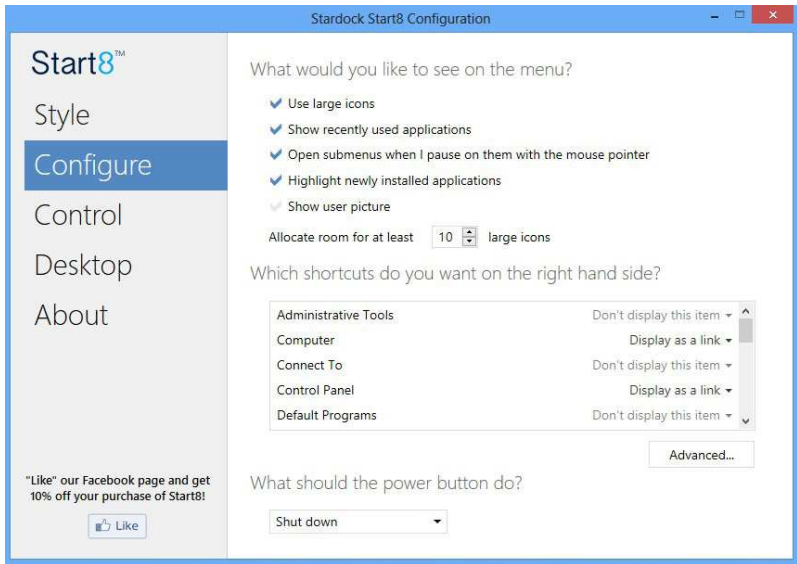 Stardock Start8 Configuration
Start8™
Style
Configure
Control
Desktop
About
"Like" our Facebook page and get
10% off your purchase of Start8!
Like
What would you like to see on the menu?
Use large icons
Show recently used applications
Open submenus when I pause on them with the mouse pointer
Highlight newly installed applications
Show user picture
Allocate room for at least 10 large icons
Which shortcuts do you want on the right hand side?
Administrative Tools Don't display this item
Computer Display as a link
Connect To Don't display this item
Control Panel Display as a link
Default Programs Don't display this item
Advanced...
What should the power button do?
Shut down